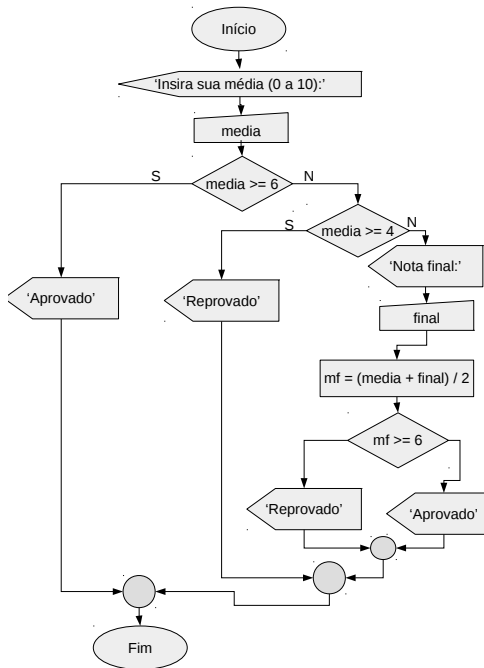 Início
‘Insira sua média (0 a 10):’
media
S
media >= 6
N
S
media >= 4
N
‘Nota final:’
‘Aprovado’
‘Reprovado’
final
mf = (media + final) / 2
mf >= 6
‘Reprovado’
‘Aprovado’
Fim